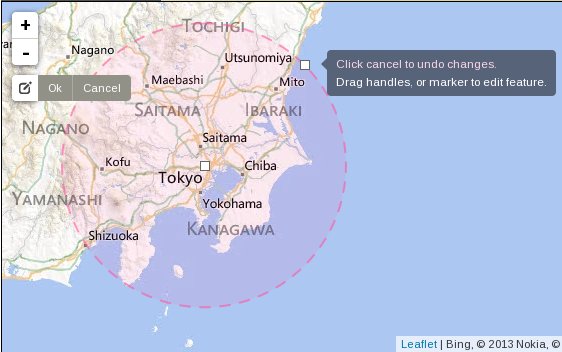 +
-
Ok Cancel
Click cancel to undo changes.
Drag handles, or marker to edit feature.
TOCHIGI
Nagano
Utsunomiya
Maebashi
Mito
SAITAMA
IBARAKI
NAGANO
Saitama
Kofu
Chiba
Tokyo
YAMANASHI
Yokohama
KANAGAWA
Shizuoka
Leaflet | Bing, © 2013 Nokia, ©